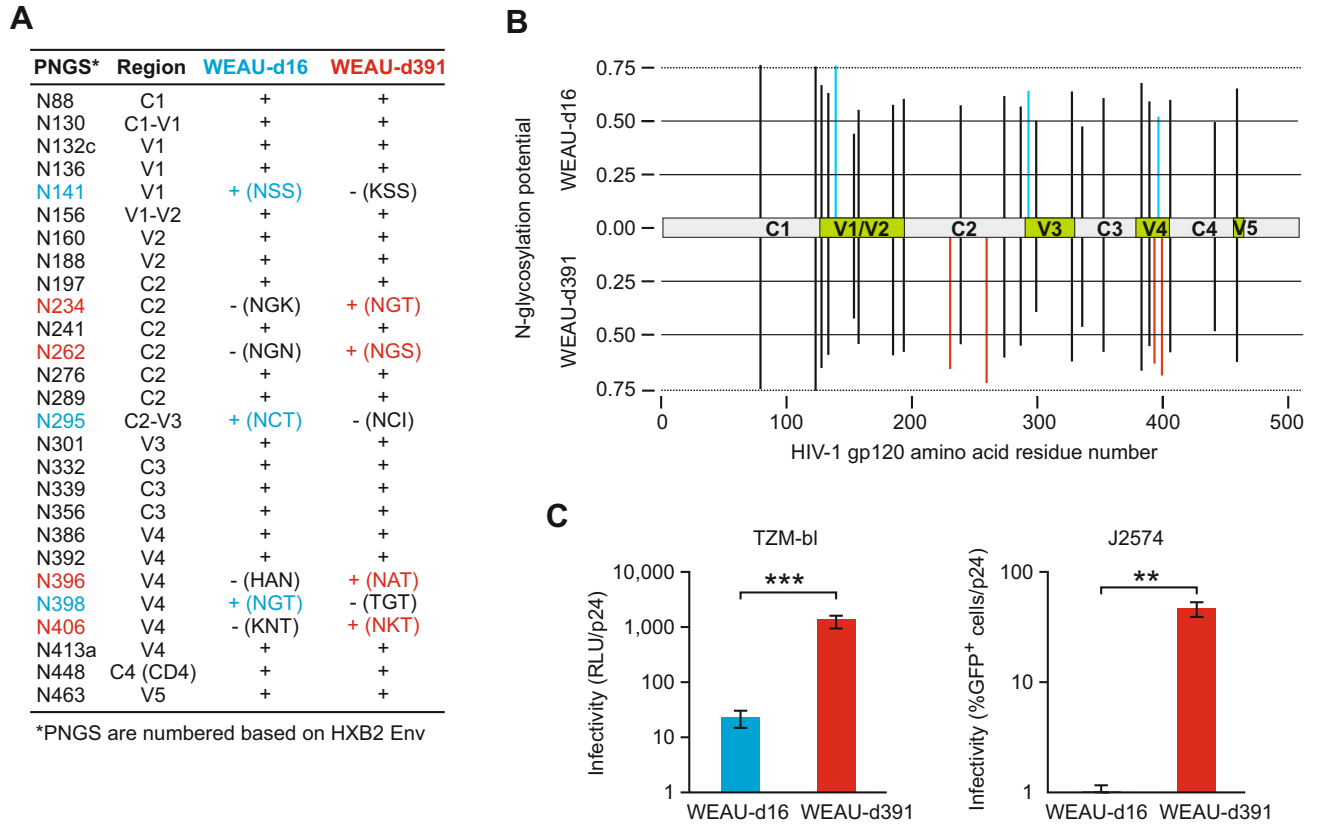 A
PNGS* Region WEAU-d16 WEAU-d391
N88 C1 + +
N130 C1-V1 + +
N132c V1 + +
N136 V1 + +
N141 V1 + (NSS) - (KSS)
N156 V1-V2 + +
N160 V2 + +
N188 V2 + +
N197 C2 + +
N234 C2 - (NGK) + (NGT)
N241 C2 + +
N262 C2 - (NGN) + (NGS)
N276 C2 + +
N289 C2 + +
N295 C2-V3 + (NCT) - (NCI)
N301 V3 + +
N332 C3 + +
N339 C3 + +
N356 C3 + +
N386 V4 + +
N392 V4 + +
N396 V4 - (HAN) + (NAT)
N398 V4 + (NGT) - (TGT)
N406 V4 - (KNT) + (NKT)
N413a V4 + +
N448 C4 (CD4) + +
N463 V5 + +
*PNGS are numbered based on HXB2 Env
B
N-glycosylation potential
WEAU-d16
WEAU-d391
0.75
0.50
0.25
0.00
0.25
0.50
0.75
C1 V1/V2 C2 V3 C3 V4 C4 V5
0 100 200 300 400 500
HIV-1 gp120 amino acid residue number
C
TZM-bl
Infectivity (RLU/p24)
10,000
1,000
100
10
1
***
WEAU-d16 WEAU-d391
J2574
Infectivity (%GFP+ cells/p24)
100
10
1
**
WEAU-d16 WEAU-d391